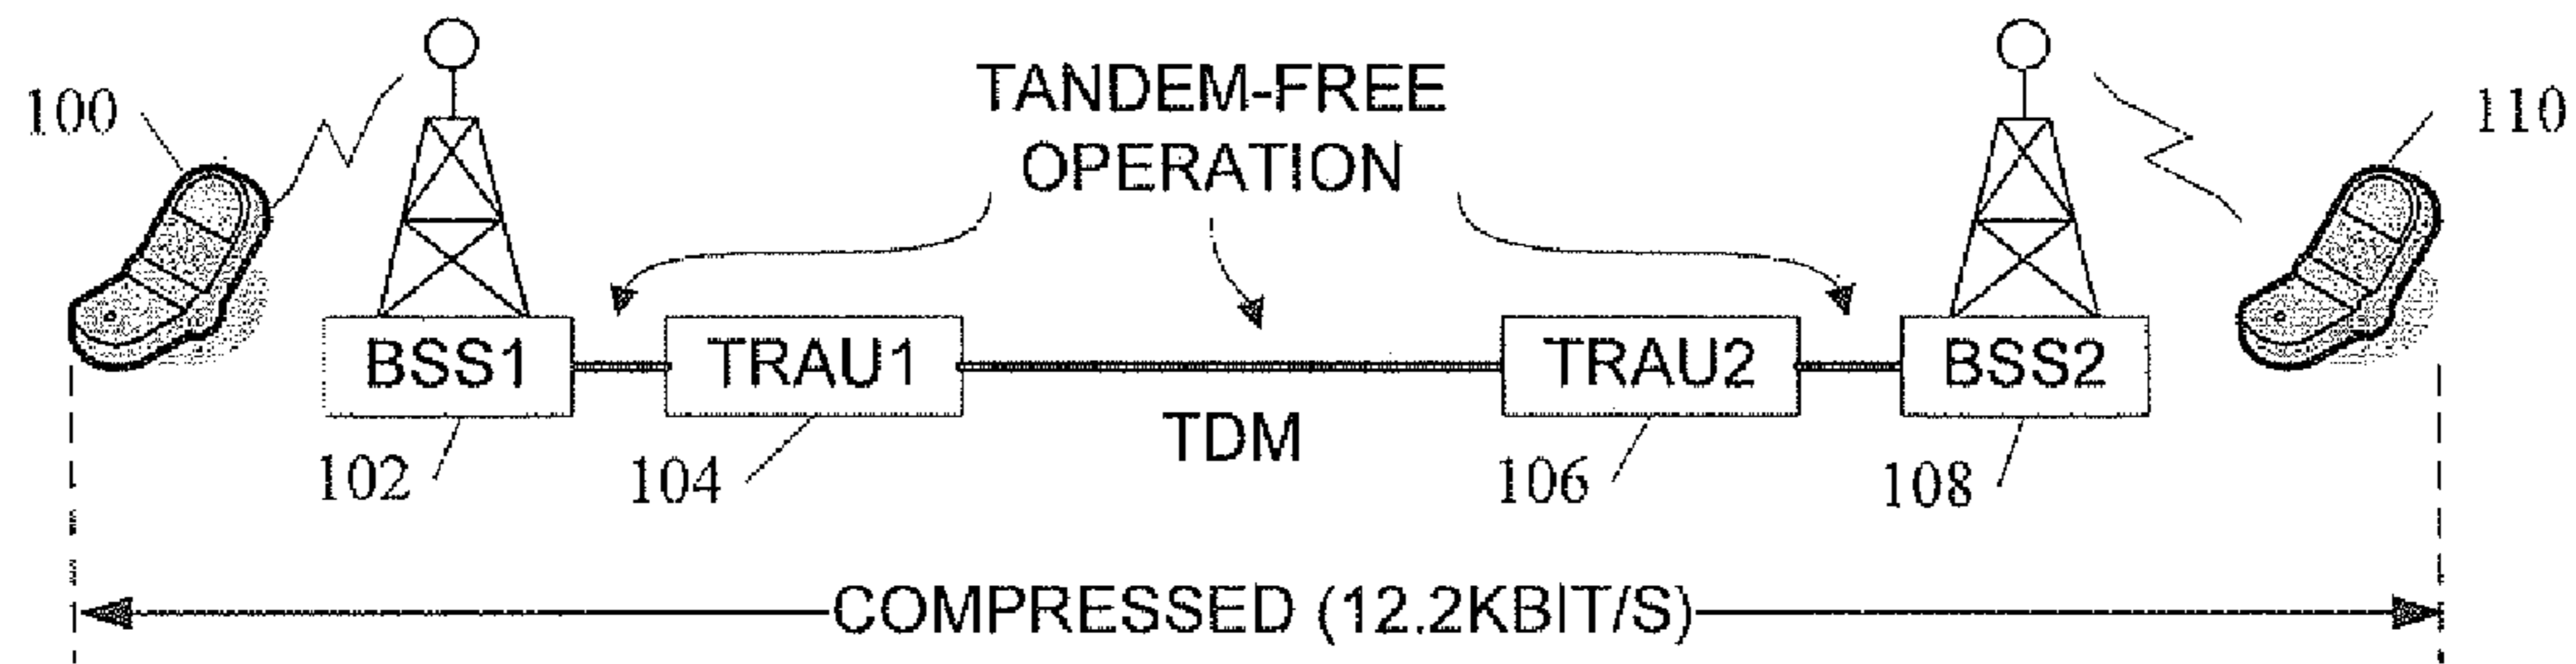 TANDEM-FREE
OPERATION
100
110
BSS1
TRAU1
TRAU2
BSS2
TDM
102
104
106
108
COMPRESSED (12.2KBIT/S)